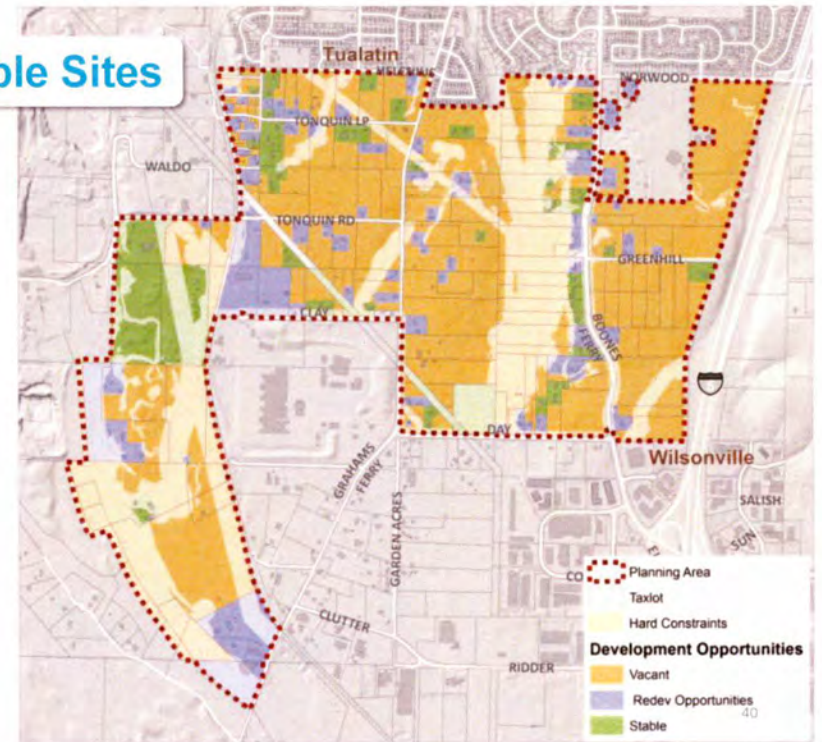 ble Sites
Tualatin
NORWOOD
TONQUIN LP
WALDO
TONQUIN RD
GREENHILL
CLAY
BOONES
FERRY
DAY
Wilsonville
GRAHAMS
FERRY
GARDEN ACRES
SALISH
SUN
CO
CLUTTER
RIDDER
Planning Area
Taxlot
Hard Constraints
Development Opportunities
Vacant
Redev Opportunities
40
Stable